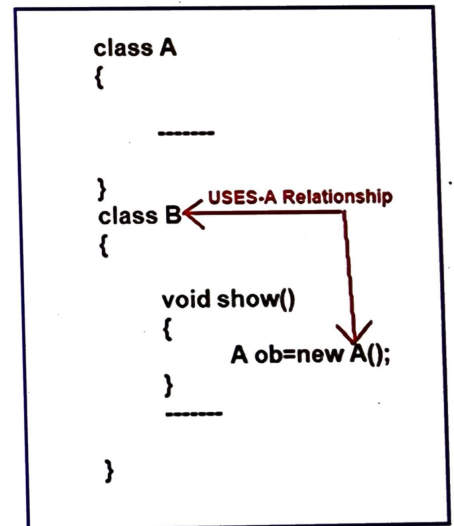 class A
{
-------
}
USES-A Relationship
class B
{
void show()
{
A ob=new A();
}
-------
}